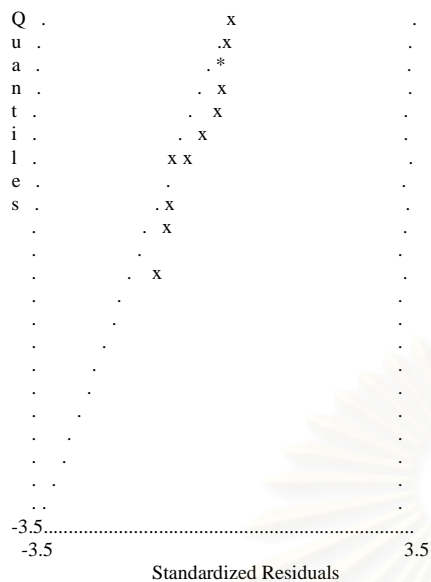 Q . x .
u . .x .
a . . * .
n . . x .
t . . x .
i . . x .
l . x x .
e . . .
s . . x .
. . x .
. . .
. . x .
. . .
. . .
. . .
. . .
. . .
. . .
. . .
. . .
. . .
. . .
-3.5..........................................................................
-3.5 3.5
Standardized Residuals